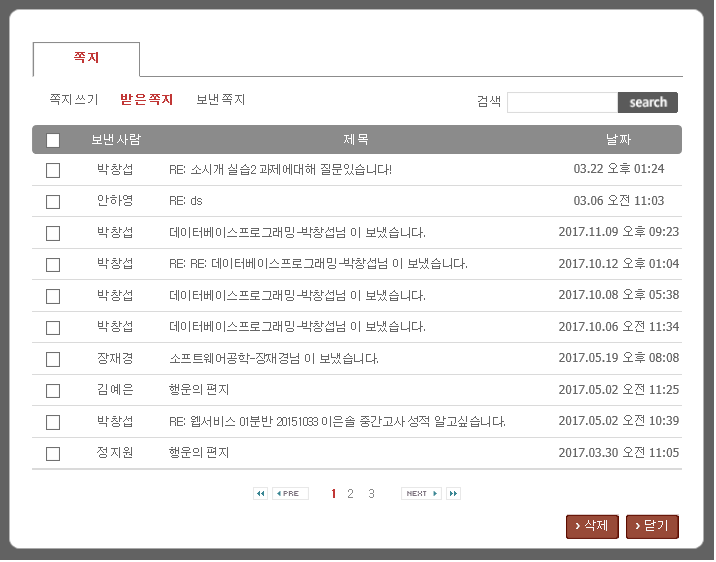 쪽지
쪽지쓰기 받은쪽지 보낸쪽지 검색 search
보낸사람 제목 날짜
박창섭 RE: 소시개 실습2 과제에대해 질문있습니다! 03.22 오후 01:24
안하영 RE: ds 03.06 오전 11:03
박창섭 데이터베이스프로그래밍-박창섭님 이 보냈습니다. 2017.11.09 오후 09:23
박창섭 RE: RE: 데이터베이스프로그래밍-박창섭님 이 보냈습니다. 2017.10.12 오후 01:04
박창섭 데이터베이스프로그래밍-박창섭님 이 보냈습니다. 2017.10.08 오후 05:38
박창섭 데이터베이스프로그래밍-박창섭님 이 보냈습니다. 2017.10.06 오전 11:34
장재경 소프트웨어공학-장재경님 이 보냈습니다. 2017.05.19 오후 08:08
김예은 행운의 편지 2017.05.02 오전 11:25
박창섭 RE: 웹서비스 01분반 20151033 이은솔 중간고사 성적 알고싶습니다. 2017.05.02 오전 10:39
정지원 행운의 편지 2017.03.30 오전 11:05
PRE 1 2 3 NEXT
삭제 닫기